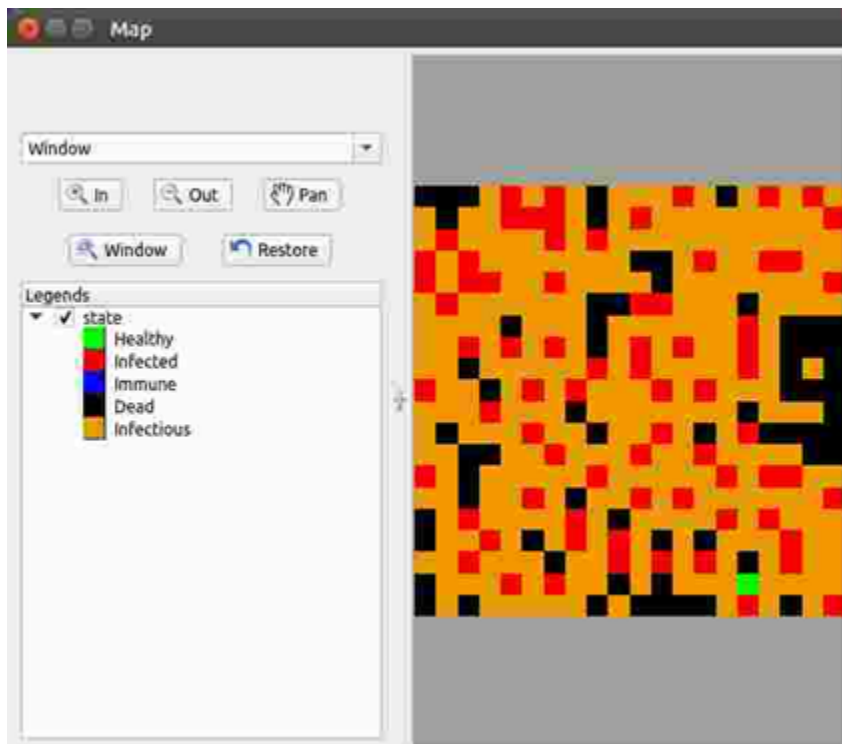 Map
Window
In Out Pan
Window Restore
Legends
state
Healthy
Infected
Immune
Dead
Infectious